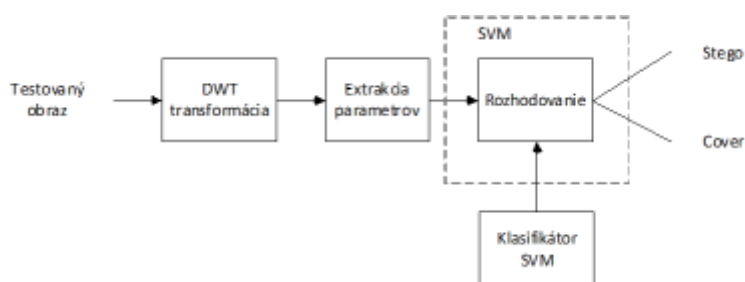 SVM
Testovaný
obraz
DWT
transformácia
Extrakcia
parametrov
Rozhodovanie
Stego
Cover
Klasifikátor
SVM